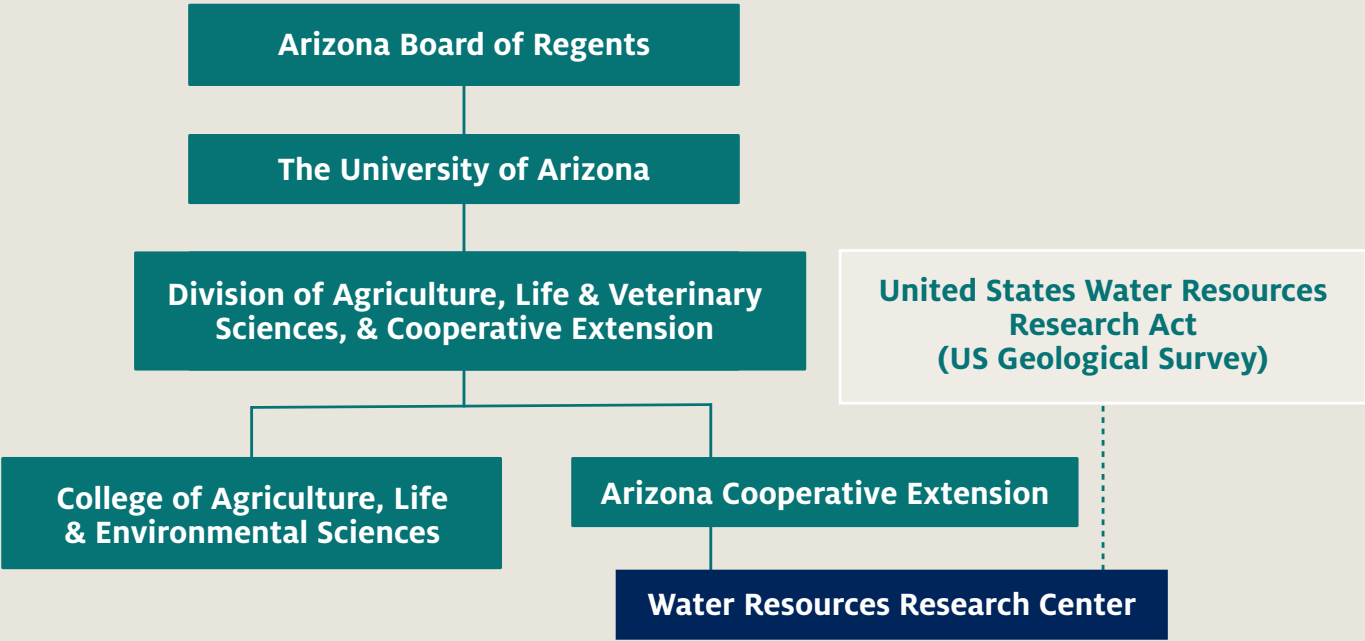 Arizona Board of Regents
The University of Arizona
Division of Agriculture, Life & Veterinary
Sciences, & Cooperative Extension
United States Water Resources
Research Act
(US Geological Survey)
College of Agriculture, Life
& Environmental Sciences
Arizona Cooperative Extension
Water Resources Research Center